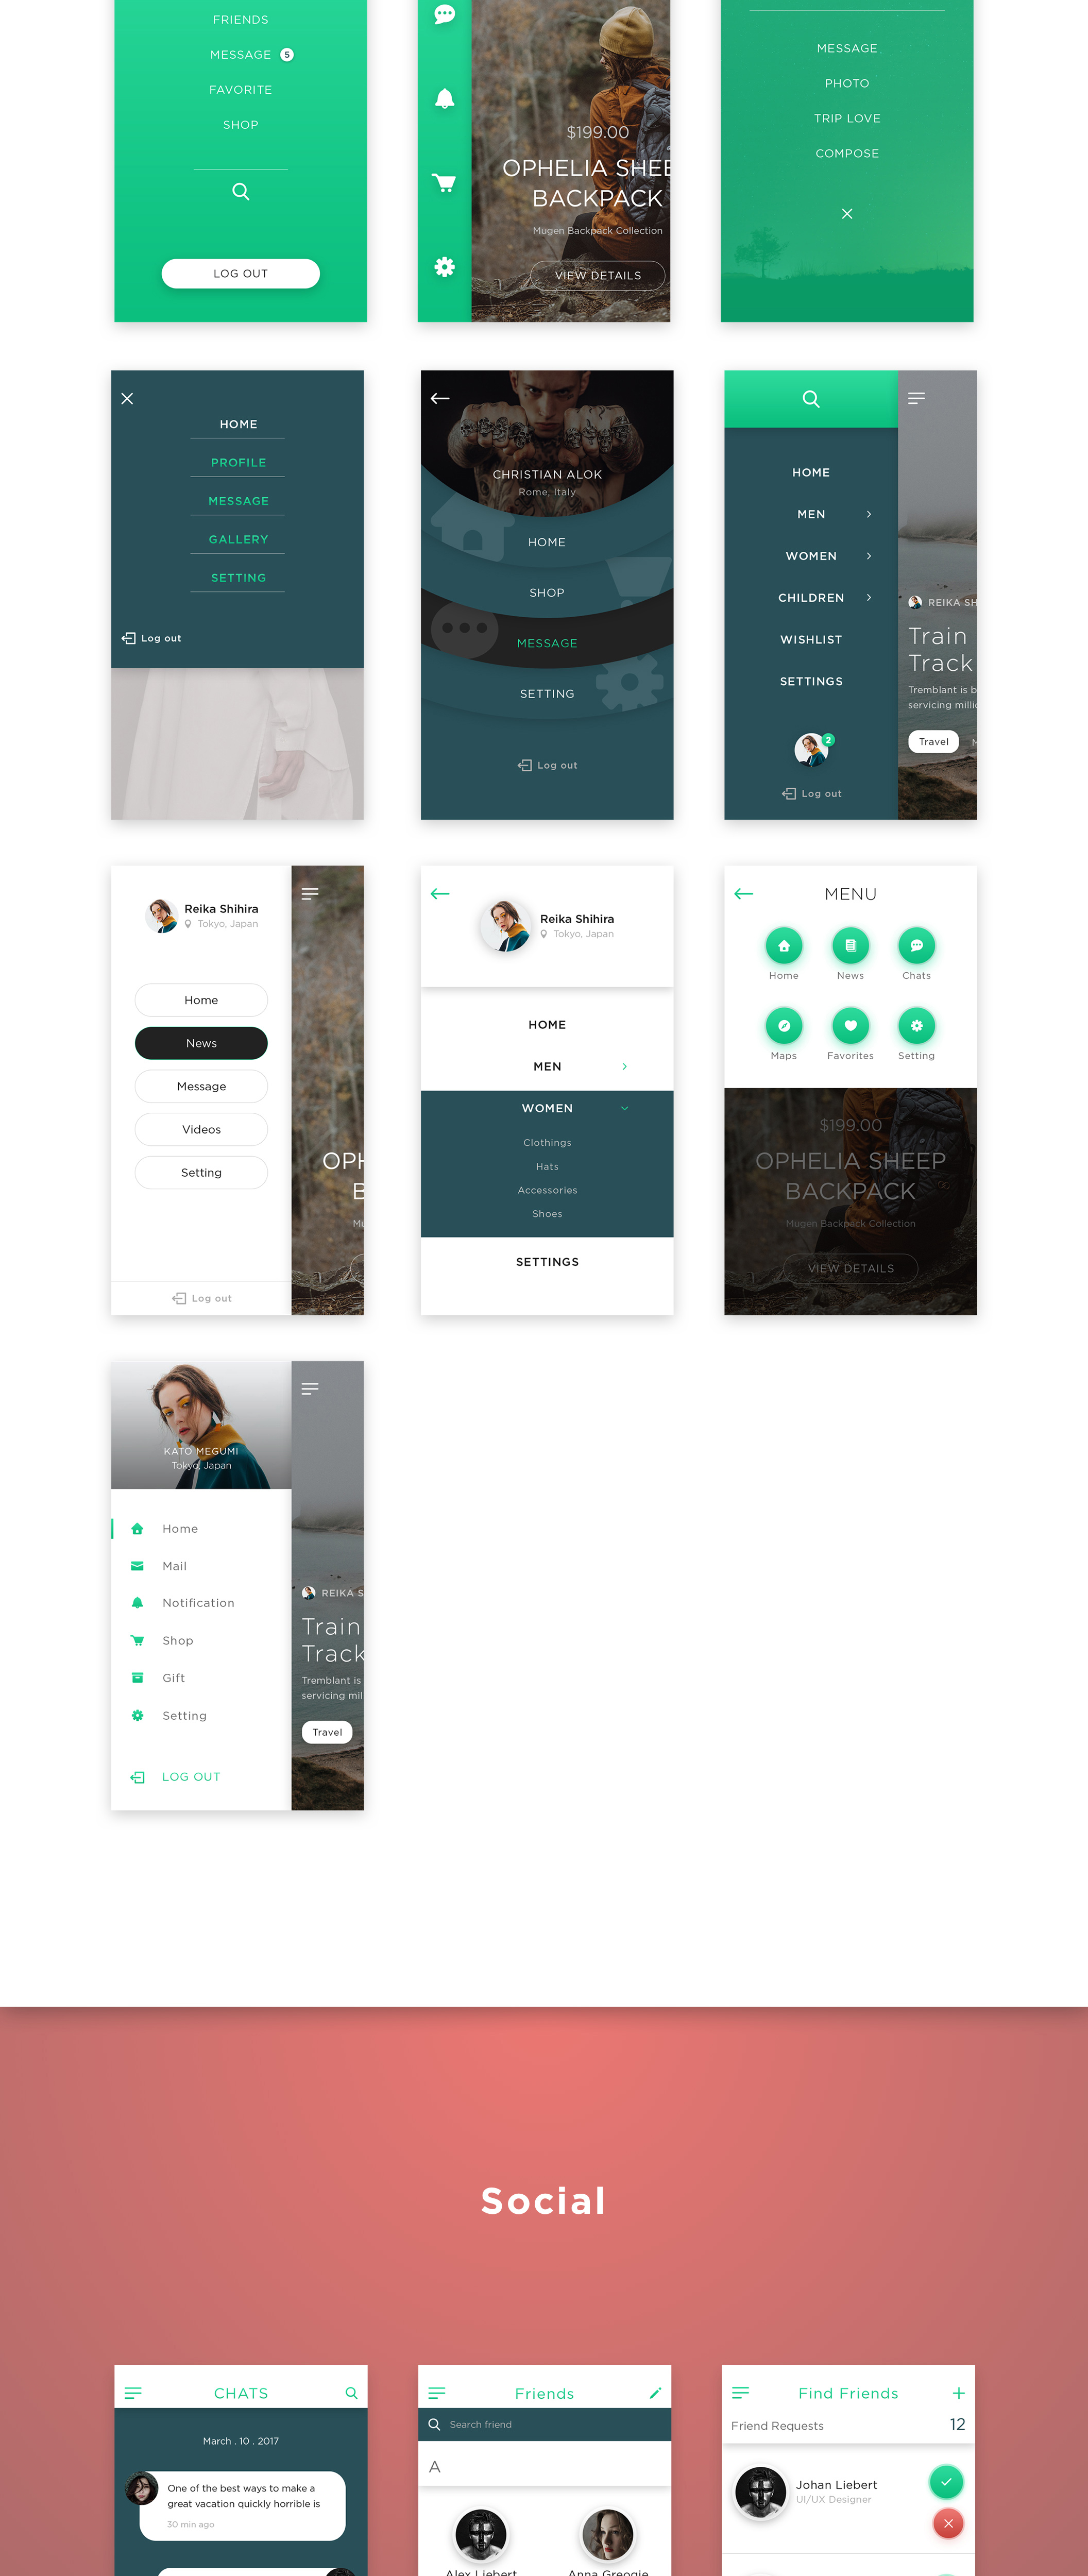 FRIENDS
MESSAGE 5
FAVORITE
SHOP
LOG OUT
$199.00
OPHELIA SHEE
BACKPACK
Mugen Backpack Collection
VIEW DETAILS
MESSAGE
PHOTO
TRIP LOVE
COMPOSE
HOME
PROFILE
MESSAGE
GALLERY
SETTING
Log out
CHRISTIAN ALOK
Rome, Italy
HOME
SHOP
MESSAGE
SETTING
Log out
HOME
MEN
WOMEN
CHILDREN
WISHLIST
SETTINGS
2
Log out
REIKA SH
Train
Track
Tremblant is b
servicing millio
Travel
M
Reika Shihira
Tokyo, Japan
Home
News
Message
Videos
Setting
Log out
OPH
B
Mu
Reika Shihira
Tokyo, Japan
HOME
MEN
WOMEN
Clothings
Hats
Accessories
Shoes
SETTINGS
MENU
Home News Chats
Maps Favorites Setting
$199.00
OPHELIA SHEEP
BACKPACK
Mugen Backpack Collection
VIEW DETAILS
KATO MEGUMI
Tokyo, Japan
Home
Mail
Notification
Shop
Gift
Setting
LOG OUT
REIKA S
Train
Track
Tremblant is
servicing mil
Travel
Social
CHATS
March . 10 . 2017
One of the best ways to make a
great vacation quickly horrible is
30 min ago
Friends
Search friend
A
Alex Liebert
Anna Greogie
Find Friends
Friend Requests 12
Johan Liebert
UI/UX Designer